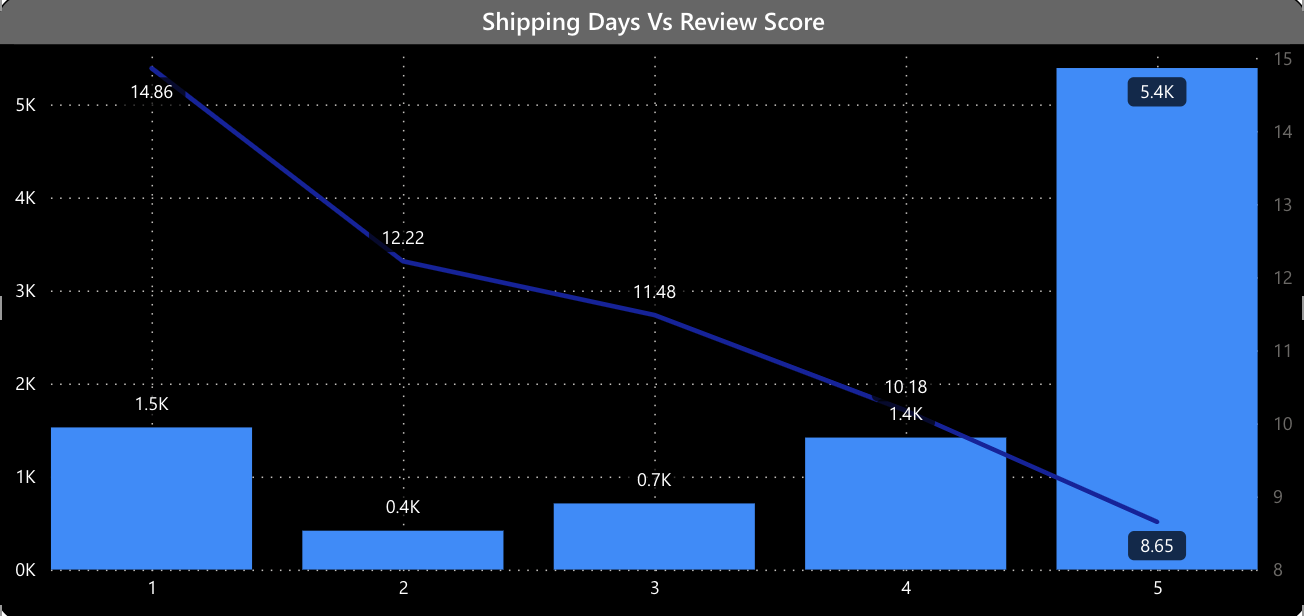 Shipping Days Vs Review Score
15
14.86
5.4K
5K
14
4K
13
12.22
12
3K
11.48
11
2K
10.18
1.5K
1.4K
10
0.7K
1K
9
0.4K
8.65
0K
8
1 2 3 4 5